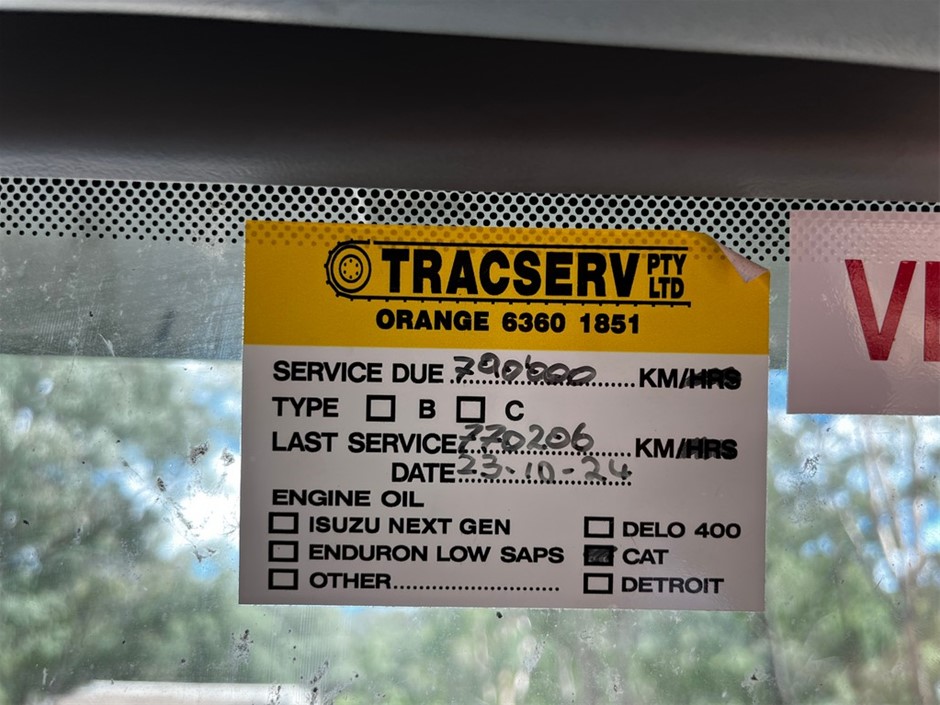 TRACSERV PTY LTD
ORANGE 6360 1851
SERVICE DUE 790000 KM/HRS
TYPE B C
LAST SERVICE 770206 KM/HRS
DATE 23-10-24
ENGINE OIL
ISUZU NEXT GEN DELO 400
ENDURON LOW SAPS CAT
OTHER DETROIT